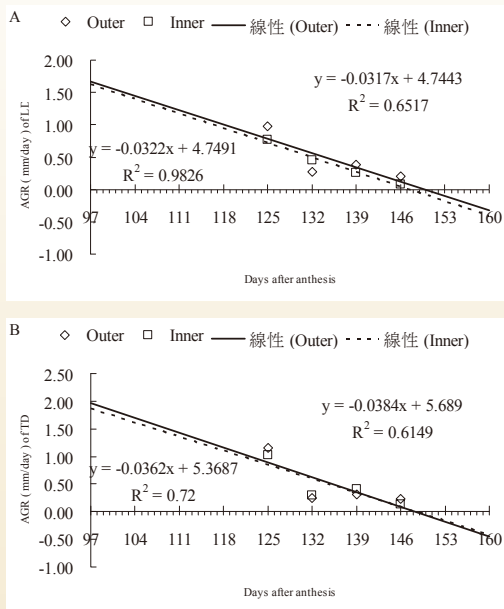 A
◇ Outer □ Inner 線性 (Outer) 線性 (Inner)
AGR ( mm/day ) of LD
2.00
1.50
1.00
0.50
0.00
-0.50
-1.00
y = -0.0317x + 4.7443
R² = 0.6517
y = -0.0322x + 4.7491
R² = 0.9826
97 104 111 118 125 132 139 146 153 160
Days after anthesis
B
◇ Outer □ Inner 線性 (Outer) 線性 (Inner)
AGR ( mm/day ) of TD
2.50
2.00
1.50
1.00
0.50
0.00
-0.50
-1.00
y = -0.0384x + 5.689
R² = 0.6149
y = -0.0362x + 5.3687
R² = 0.72
97 104 111 118 125 132 139 146 153 160
Days after anthesis